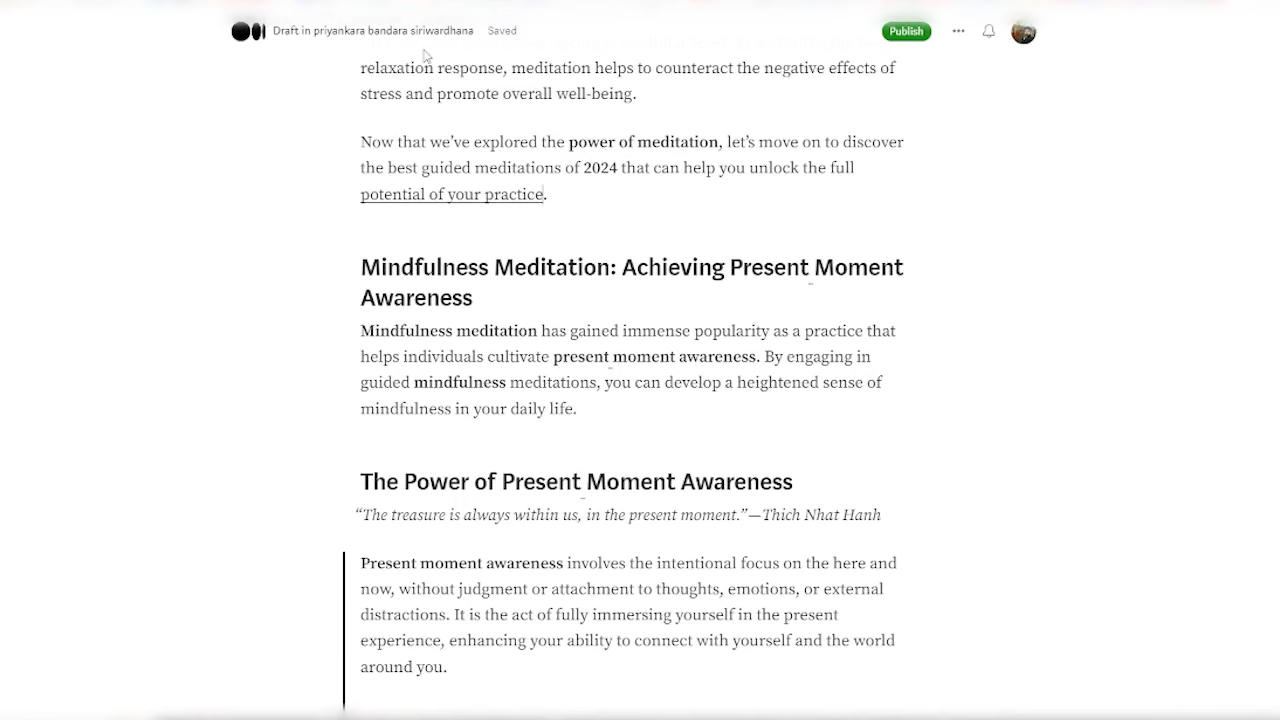 Draft in priyankara bandara siriwardhana Saved Publish
relaxation response, meditation helps to counteract the negative effects of
stress and promote overall well-being.
Now that we've explored the power of meditation, let's move on to discover
the best guided meditations of 2024 that can help you unlock the full
potential of your practice.
Mindfulness Meditation: Achieving Present Moment
Awareness
Mindfulness meditation has gained immense popularity as a practice that
helps individuals cultivate present moment awareness. By engaging in
guided mindfulness meditations, you can develop a heightened sense of
mindfulness in your daily life.
The Power of Present Moment Awareness
“The treasure is always within us, in the present moment.”—Thich Nhat Hanh
Present moment awareness involves the intentional focus on the here and
now, without judgment or attachment to thoughts, emotions, or external
distractions. It is the act of fully immersing yourself in the present
experience, enhancing your ability to connect with yourself and the world
around you.